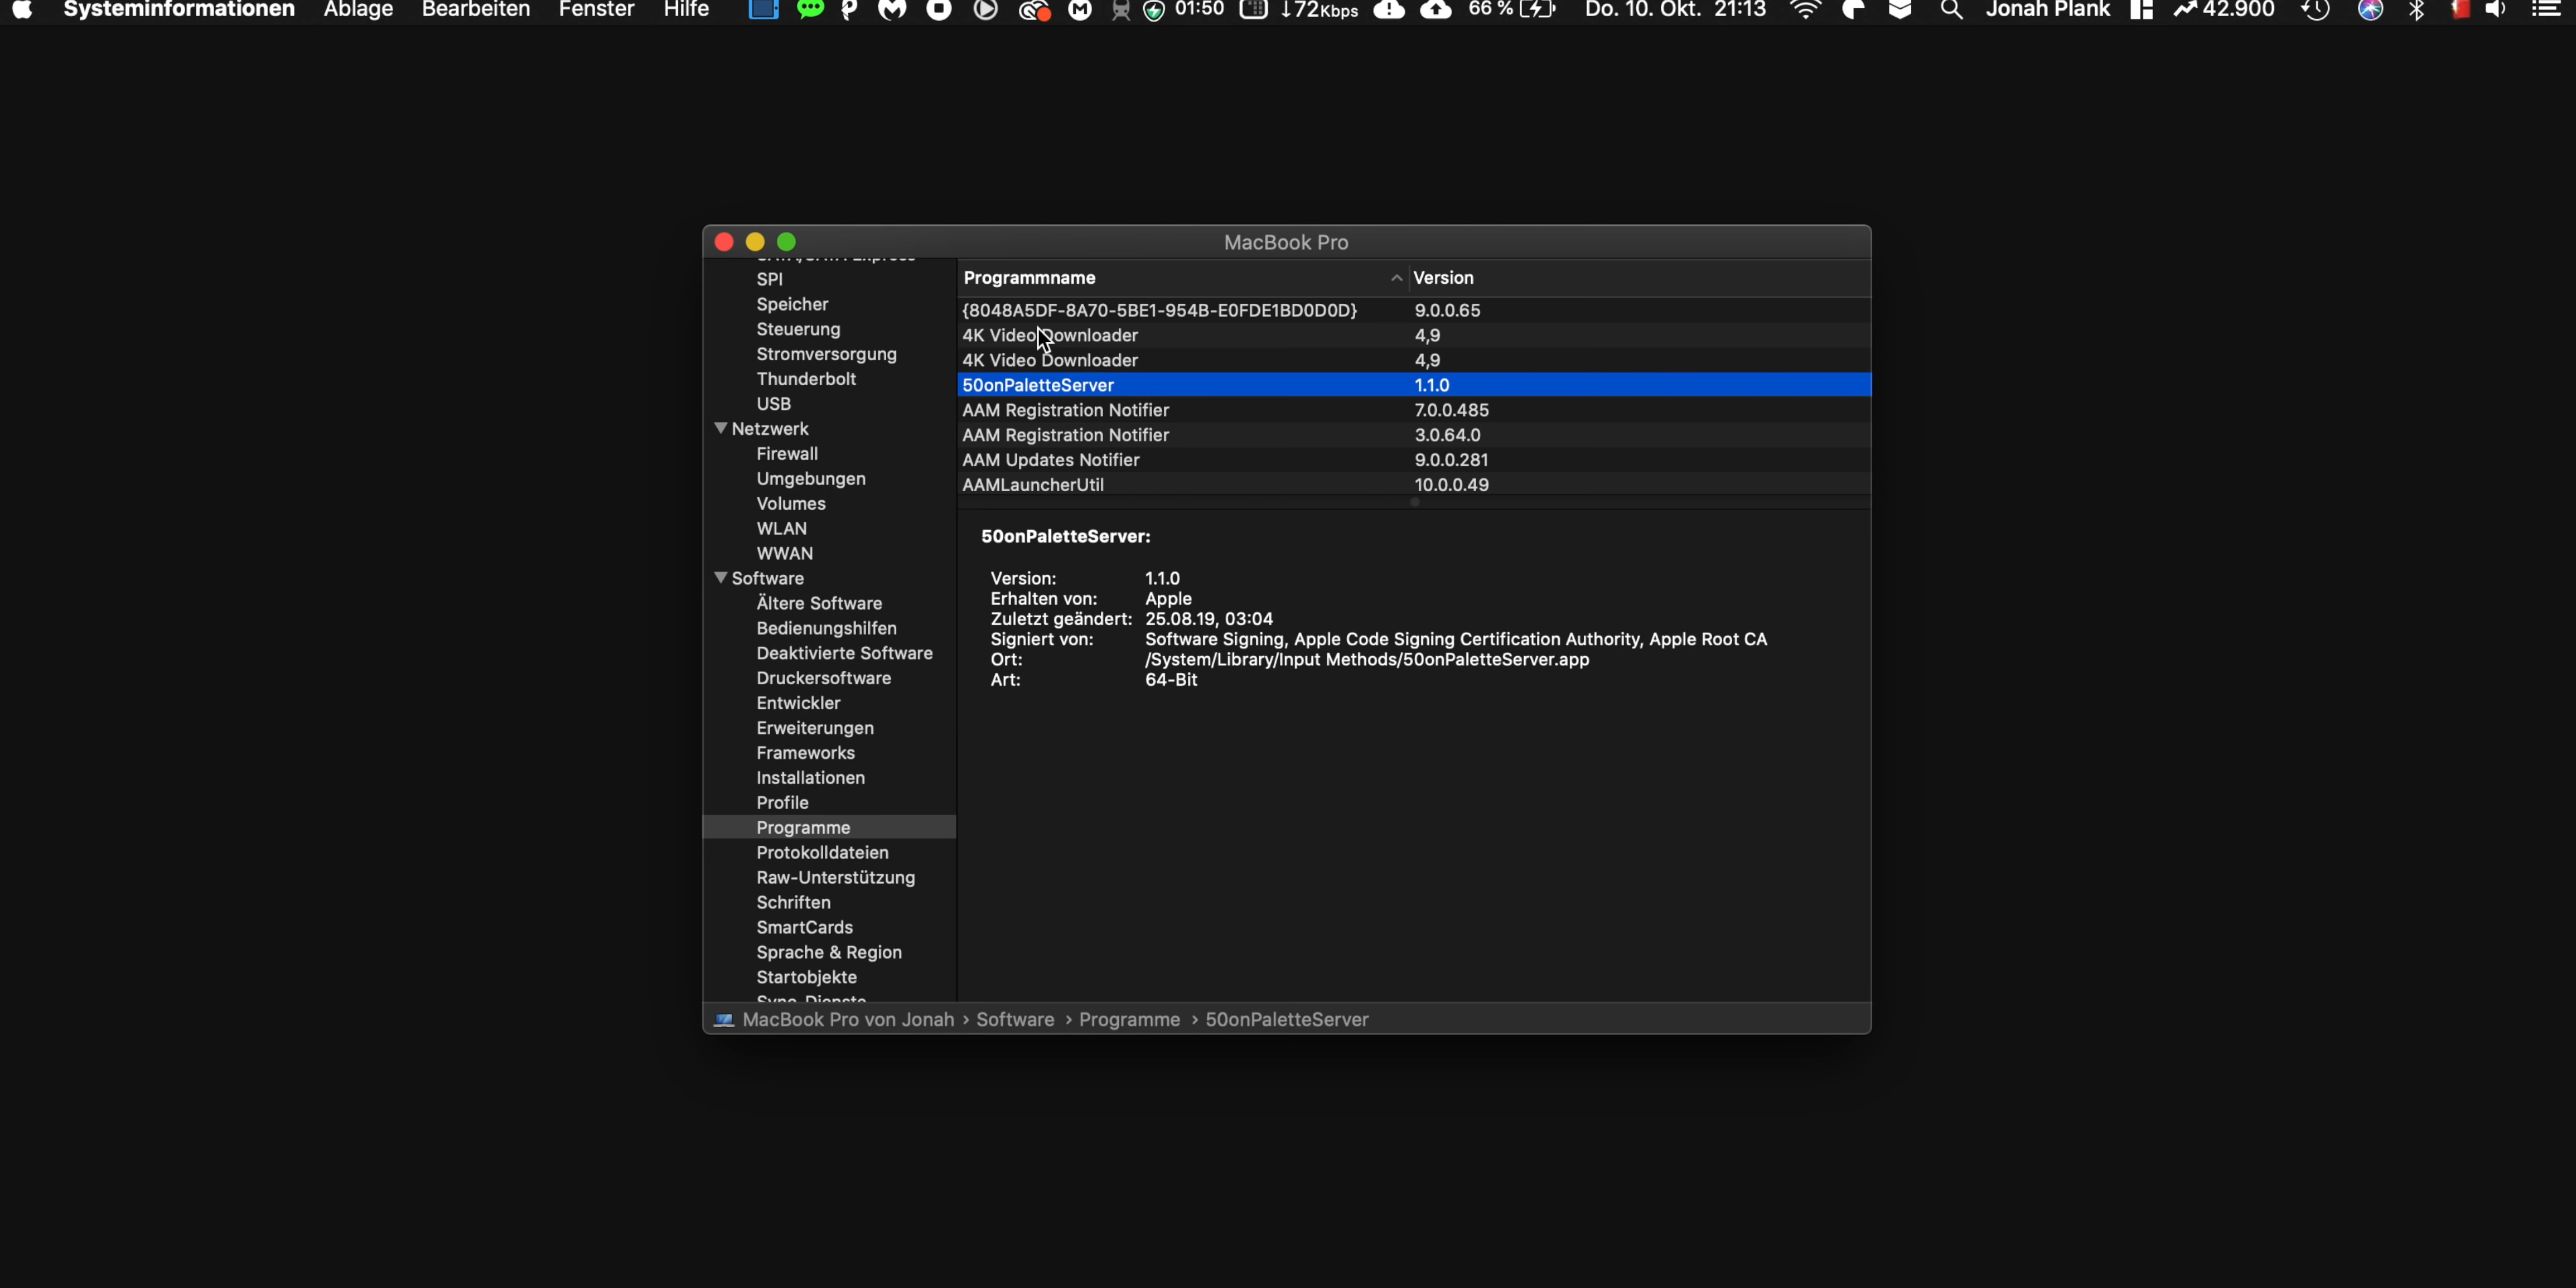 Systeminformationen Ablage Bearbeiten Fenster Hilfe 01:50 ↓72Kbps 66 % Do. 10. Okt. 21:13 Jonah Plank 42.900
MacBook Pro
SPI
Speicher
Steuerung
Stromversorgung
Thunderbolt
USB
Netzwerk
Firewall
Umgebungen
Volumes
WLAN
WWAN
Software
Ältere Software
Bedienungshilfen
Deaktivierte Software
Druckersoftware
Entwickler
Erweiterungen
Frameworks
Installationen
Profile
Programme
Protokolldateien
Raw-Unterstützung
Schriften
SmartCards
Sprache & Region
Startobjekte
Sync-Dienste
Programmname Version
{8048A5DF-8A70-5BE1-954B-E0FDE1BD0D0D} 9.0.0.65
4K Video Downloader 4,9
4K Video Downloader 4,9
50onPaletteServer 1.1.0
AAM Registration Notifier 7.0.0.485
AAM Registration Notifier 3.0.64.0
AAM Updates Notifier 9.0.0.281
AAMLauncherUtil 10.0.0.49
50onPaletteServer:
Version: 1.1.0
Erhalten von: Apple
Zuletzt geändert: 25.08.19, 03:04
Signiert von: Software Signing, Apple Code Signing Certification Authority, Apple Root CA
Ort: /System/Library/Input Methods/50onPaletteServer.app
Art: 64-Bit
MacBook Pro von Jonah › Software › Programme › 50onPaletteServer